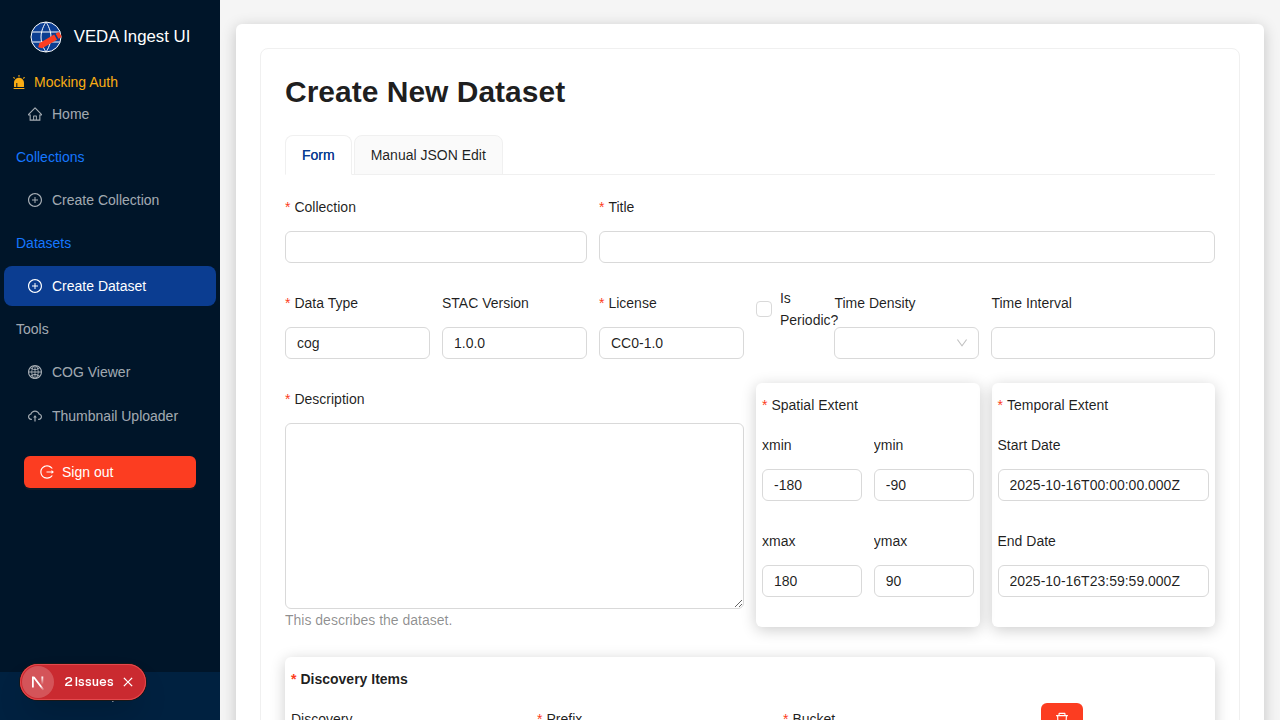 VEDA Ingest UI
Mocking Auth
Home
Collections
Create Collection
Datasets
Create Dataset
Tools
COG Viewer
Thumbnail Uploader
Sign out
2 Issues
Create New Dataset
Form
Manual JSON Edit
* Collection
* Title
* Data Type
STAC Version
* License
Is
Periodic?
Time Density
Time Interval
cog
1.0.0
CC0-1.0
* Description
This describes the dataset.
* Spatial Extent
xmin
ymin
-180
-90
xmax
ymax
180
90
* Temporal Extent
Start Date
2025-10-16T00:00:00.000Z
End Date
2025-10-16T23:59:59.000Z
* Discovery Items
Discovery
* Prefix
* Bucket